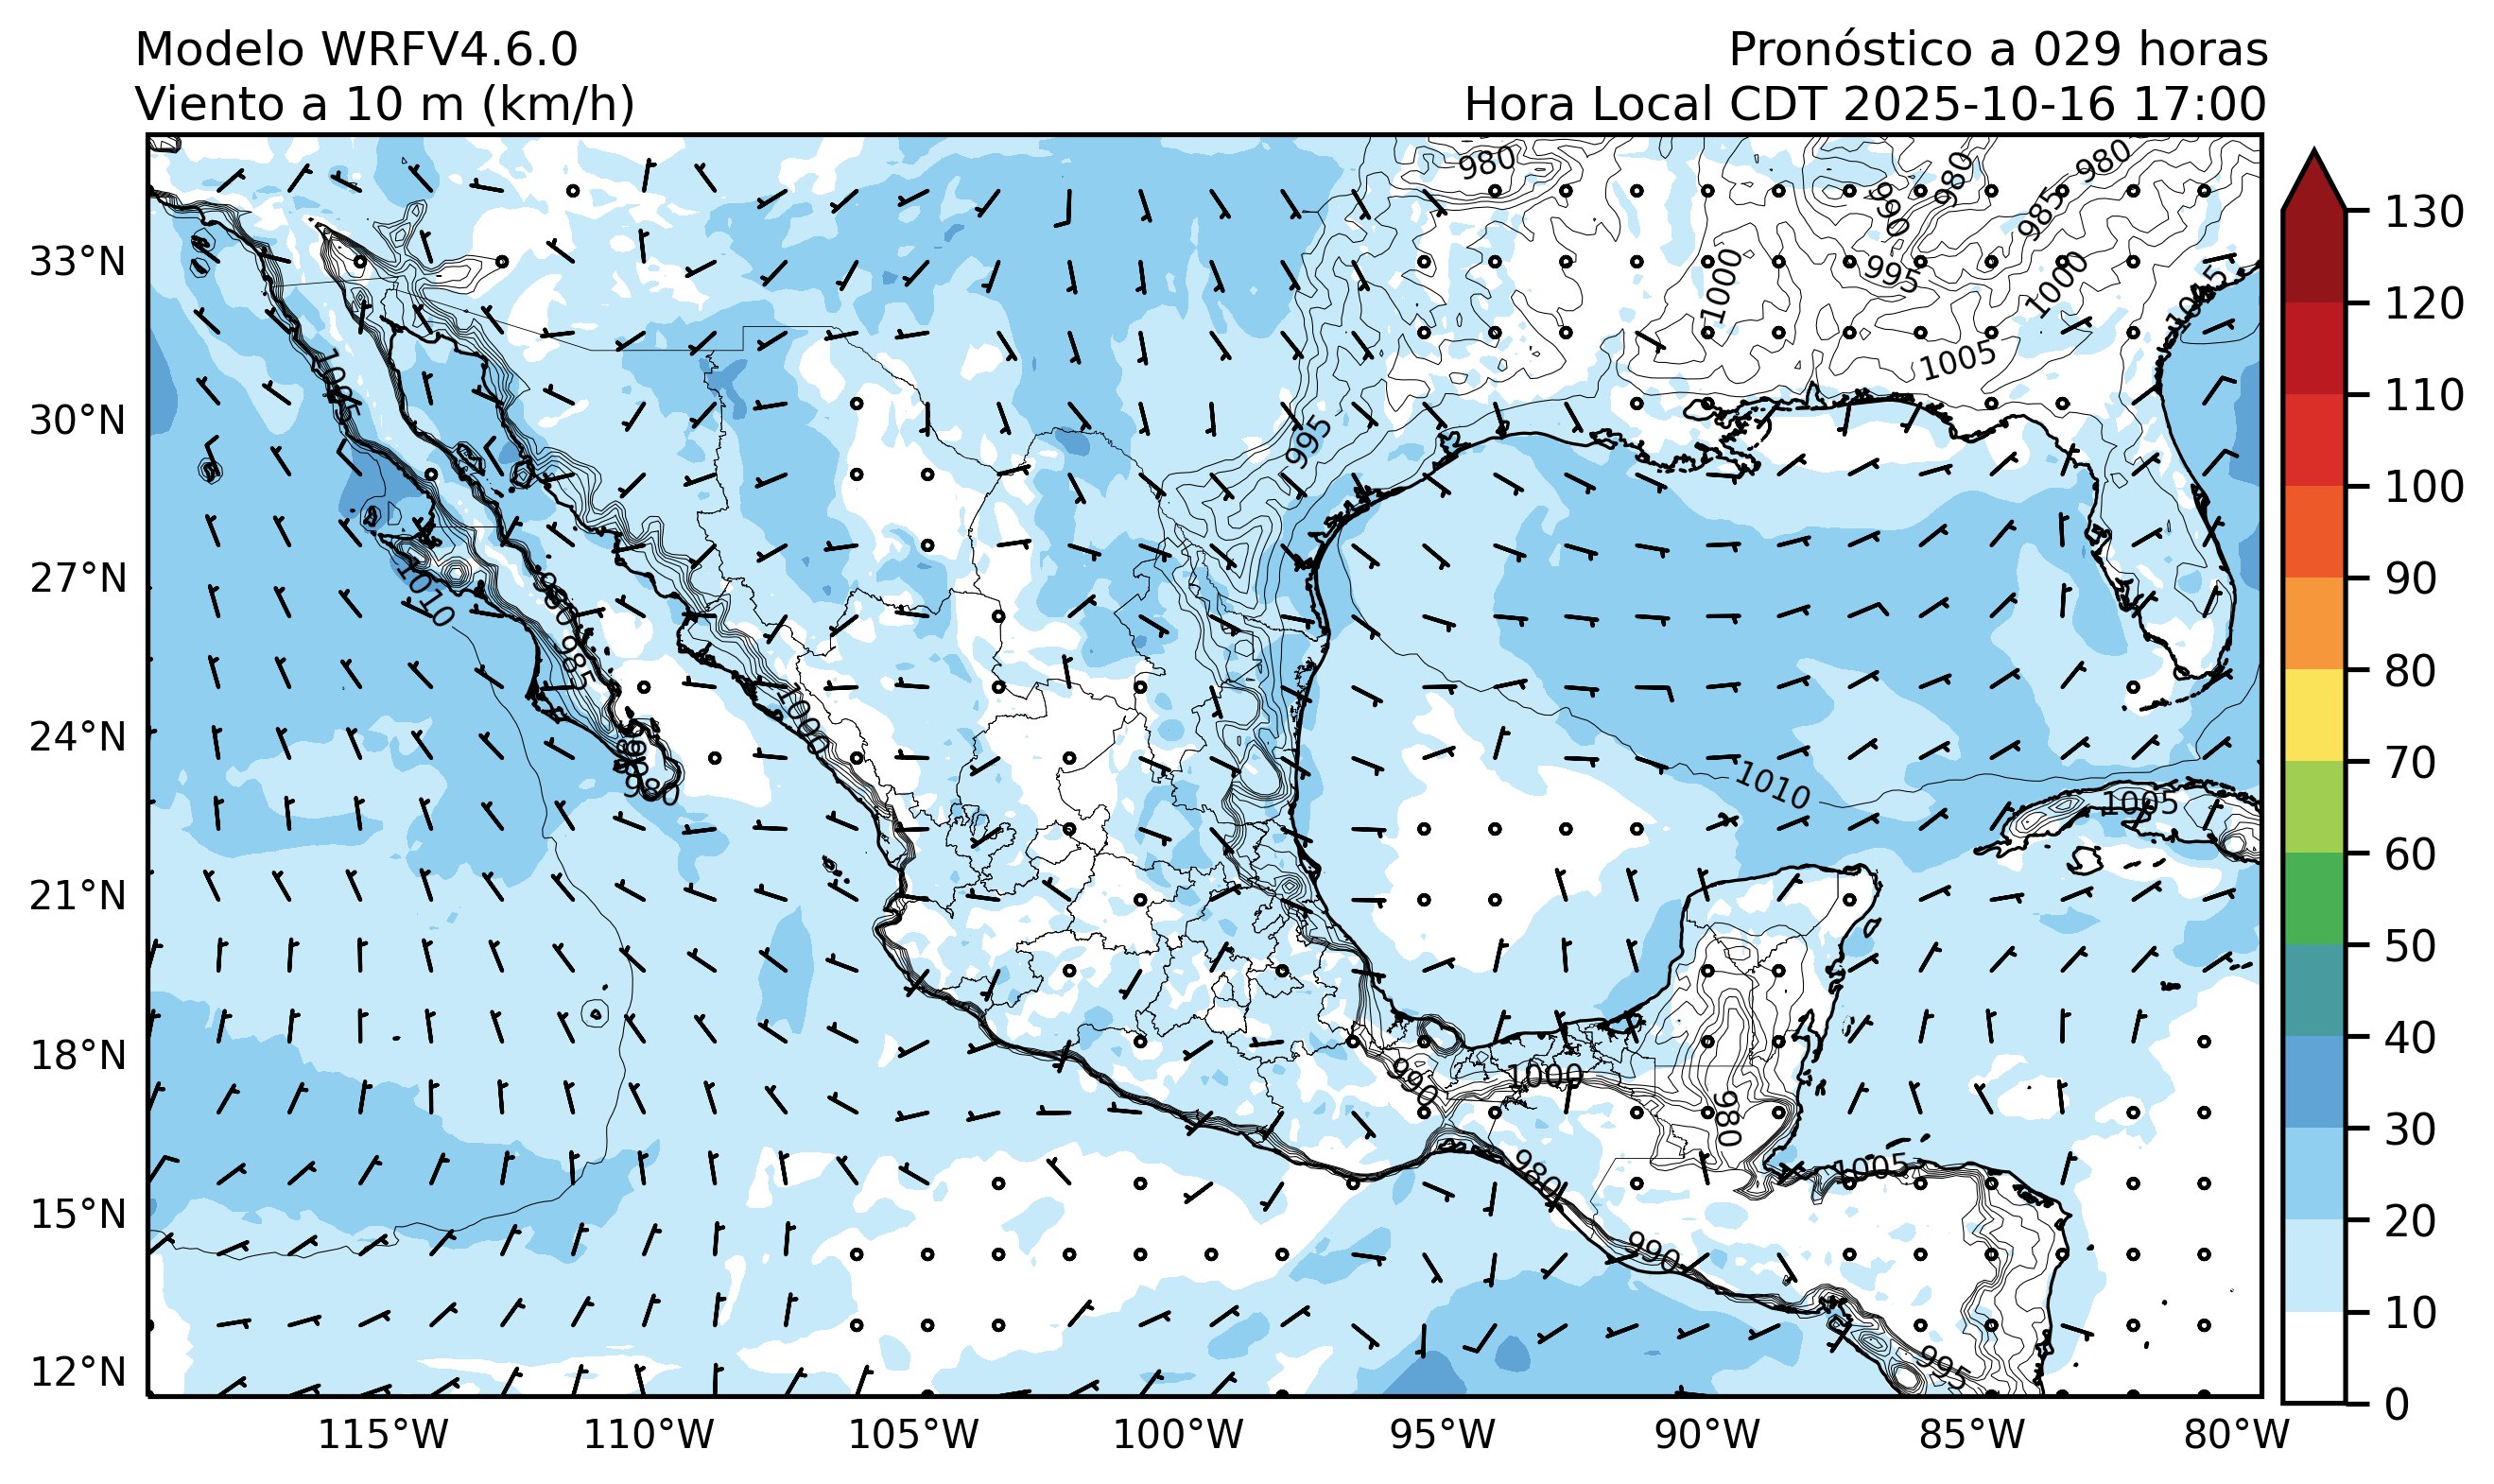 Modelo WRFV4.6.0
Pronóstico a 029 horas
Viento a 10 m (km/h)
Hora Local CDT 2025-10-16 17:00
33°N
30°N
27°N
24°N
21°N
18°N
15°N
12°N
115°W
110°W
105°W
100°W
95°W
90°W
85°W
80°W
130
120
110
100
90
80
70
60
50
40
30
20
10
0
980
980
980
990
985
995
1000
1000
1005
995
1010
985
1000
980
1010
1005
1000
990
980
980
1005
990
995